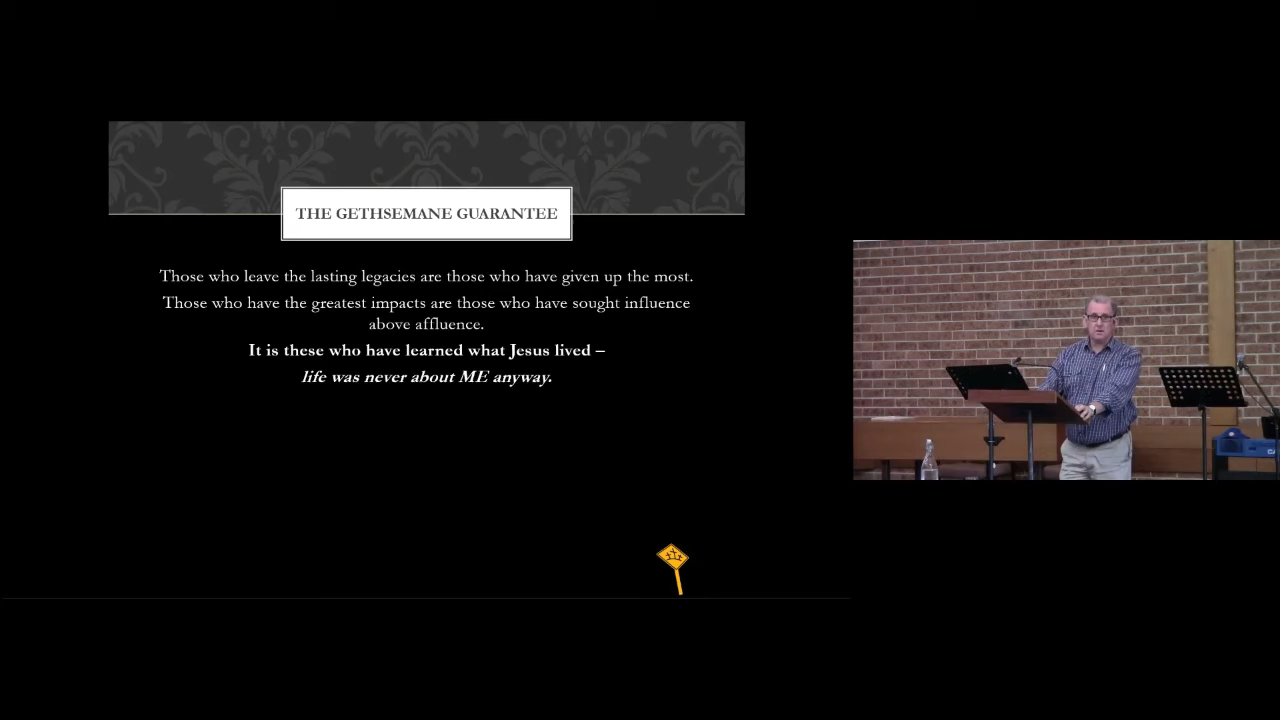 THE GETHSEMANE GUARANTEE
Those who leave the lasting legacies are those who have given up the most.
Those who have the greatest impacts are those who have sought influence
above affluence.
It is these who have learned what Jesus lived –
life was never about ME anyway.